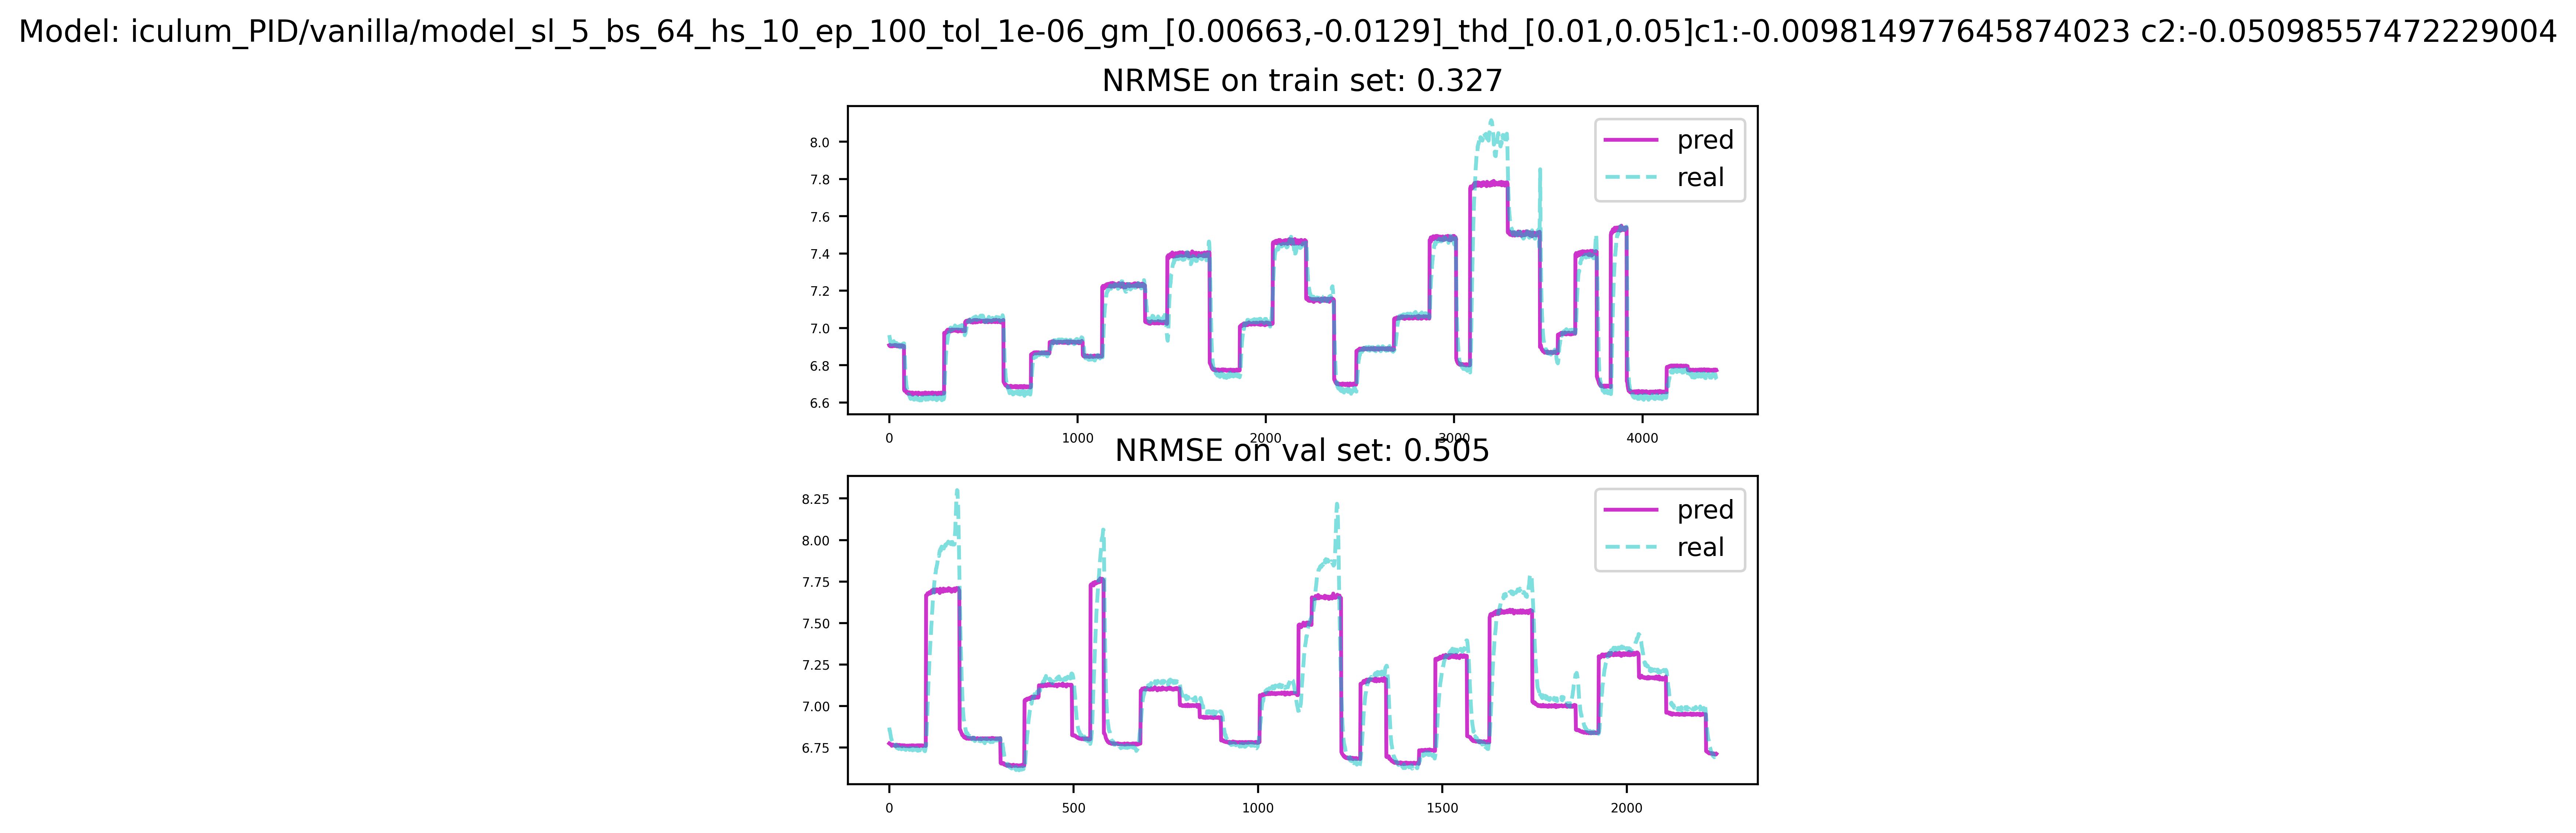 Model: iculum_PID/vanilla/model_sl_5_bs_64_hs_10_ep_100_tol_1e-06_gm_[0.00663,-0.0129]_thd_[0.01,0.05]c1:-0.009814977645874023 c2:-0.05098557472229004
NRMSE on train set: 0.327
pred
real
8.0
7.8
7.6
7.4
7.2
7.0
6.8
6.6
0 1000 2000 3000 4000
NRMSE on val set: 0.505
pred
real
8.25
8.00
7.75
7.50
7.25
7.00
6.75
0 500 1000 1500 2000